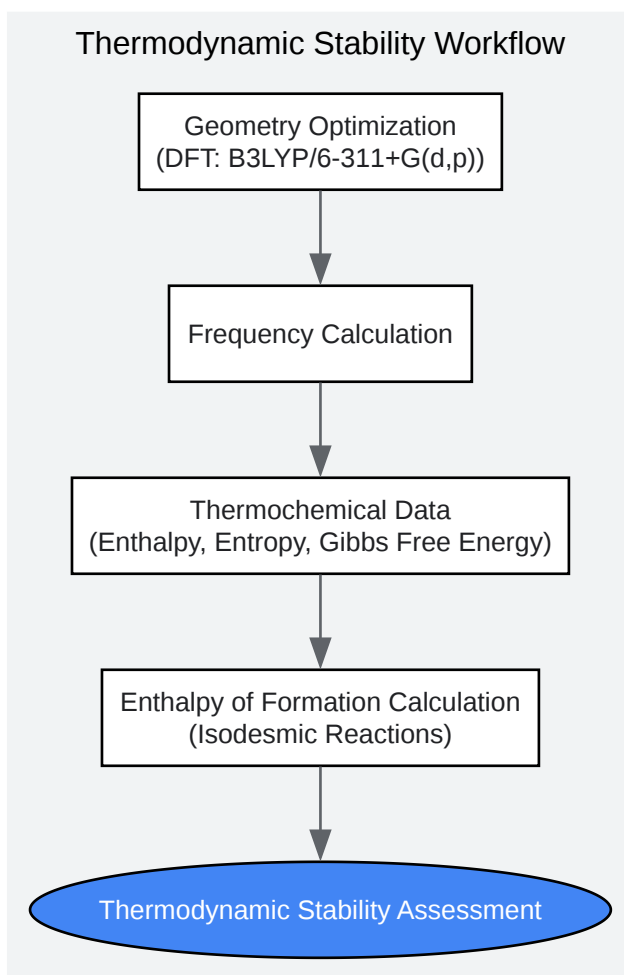 Thermodynamic Stability Workflow
Geometry Optimization
(DFT: B3LYP/6-311+G(d,p))
Frequency Calculation
Thermochemical Data
(Enthalpy, Entropy, Gibbs Free Energy)
Enthalpy of Formation Calculation
(Isodesmic Reactions)
Thermodynamic Stability Assessment